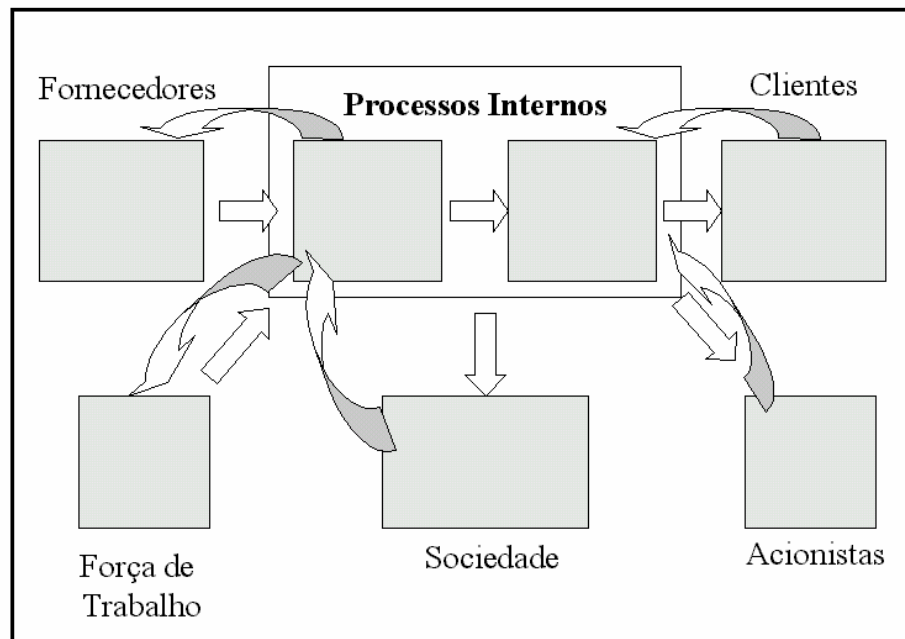 Fornecedores
Processos Internos
Clientes
Força de
Trabalho
Sociedade
Acionistas